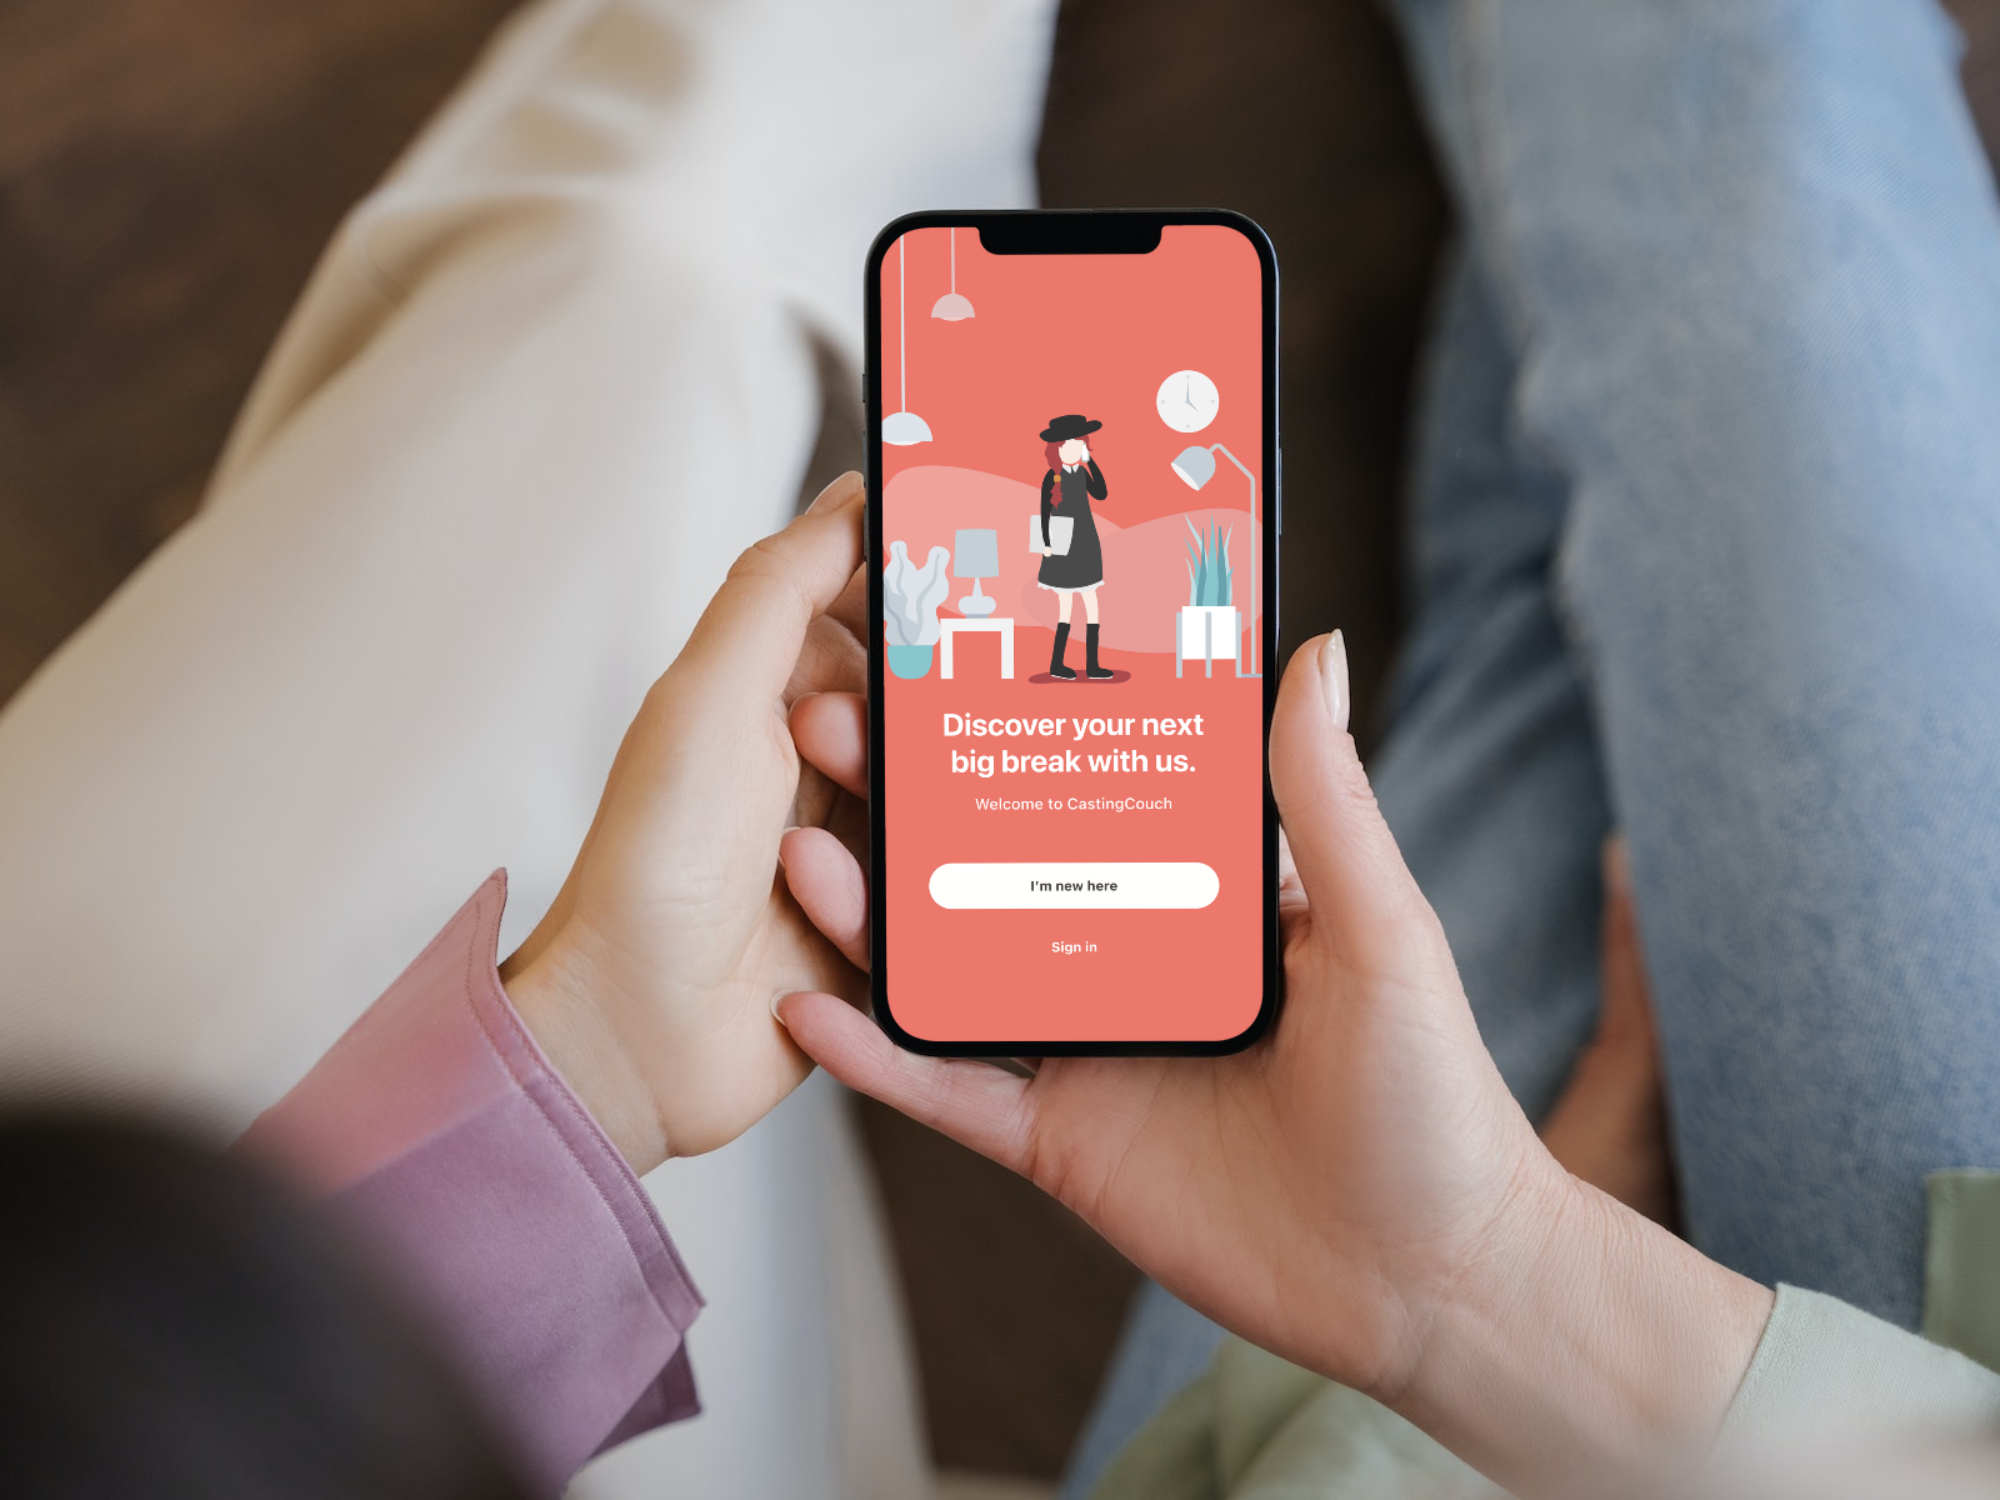 Discover your next
big break with us.
Welcome to CastingCouch
I'm new here
Sign in